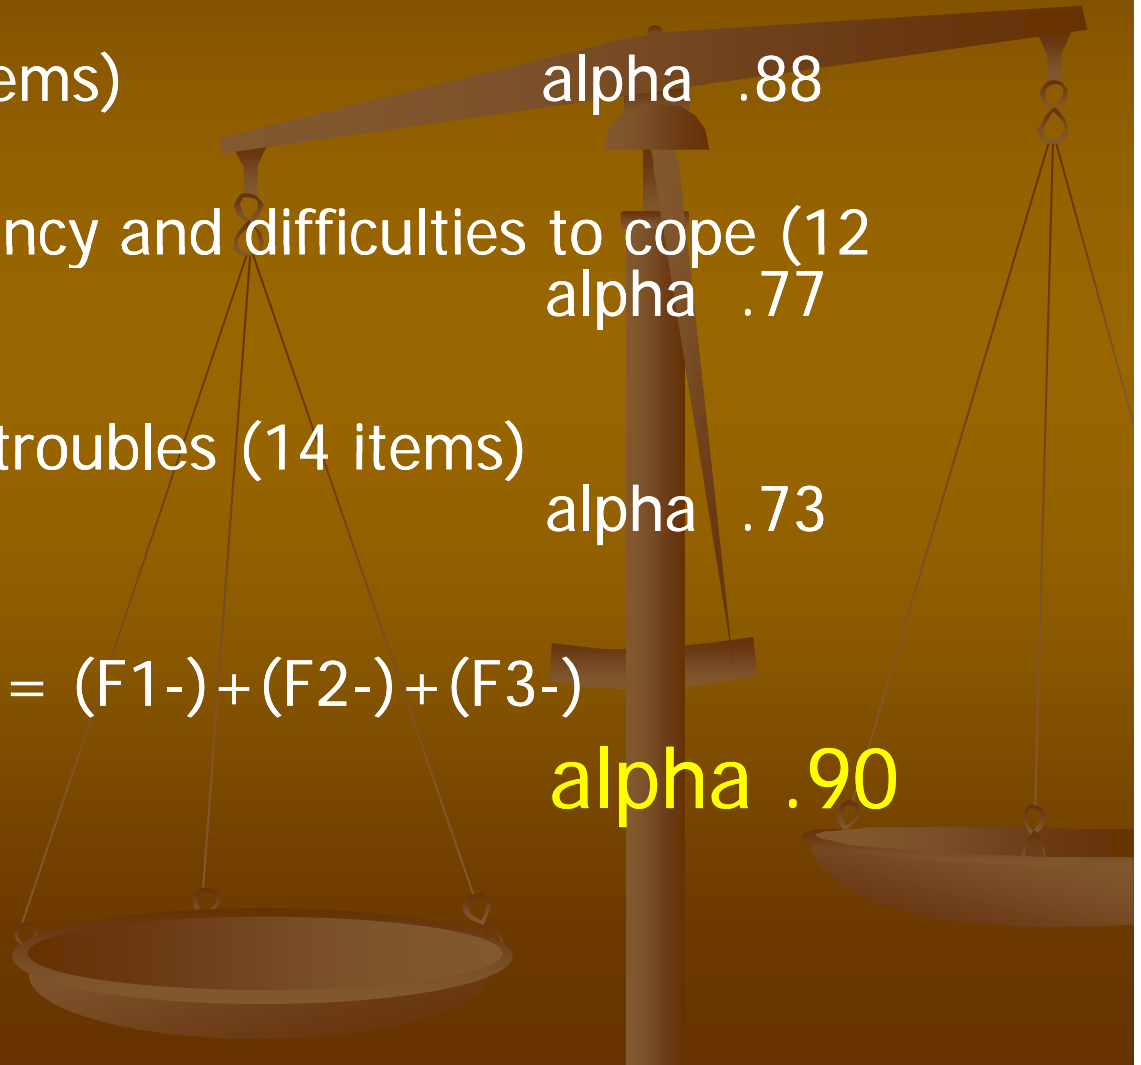 ems) alpha .88
ncy and difficulties to cope (12
alpha .77
troubles (14 items)
alpha .73
= (F1-)+(F2-)+(F3-)
alpha .90